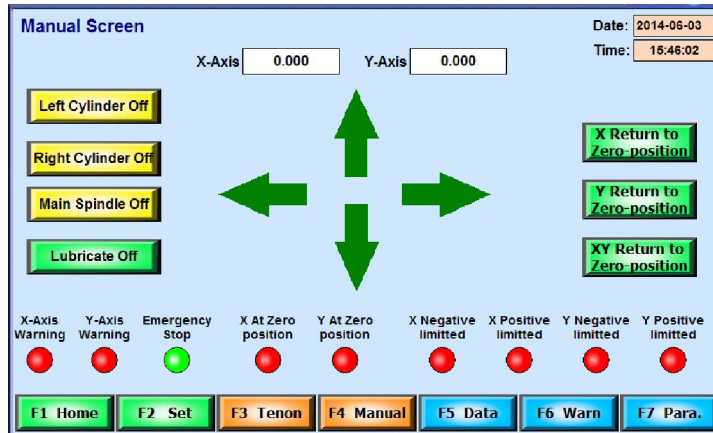 Manual Screen
Date: 2014-06-03
Time: 15:46:02
X-Axis 0.000 Y-Axis 0.000
Left Cylinder Off
Right Cylinder Off
Main Spindle Off
Lubricate Off
X Return to
Zero-position
Y Return to
Zero-position
XY Return to
Zero-position
X-Axis
Warning
Y-Axis
Warning
Emergency
Stop
X At Zero
position
Y At Zero
position
X Negative
limitted
X Positive
limitted
Y Negative
limitted
Y Positive
limitted
F1 Home F2 Set F3 Tenon F4 Manual F5 Data F6 Warn F7 Para.